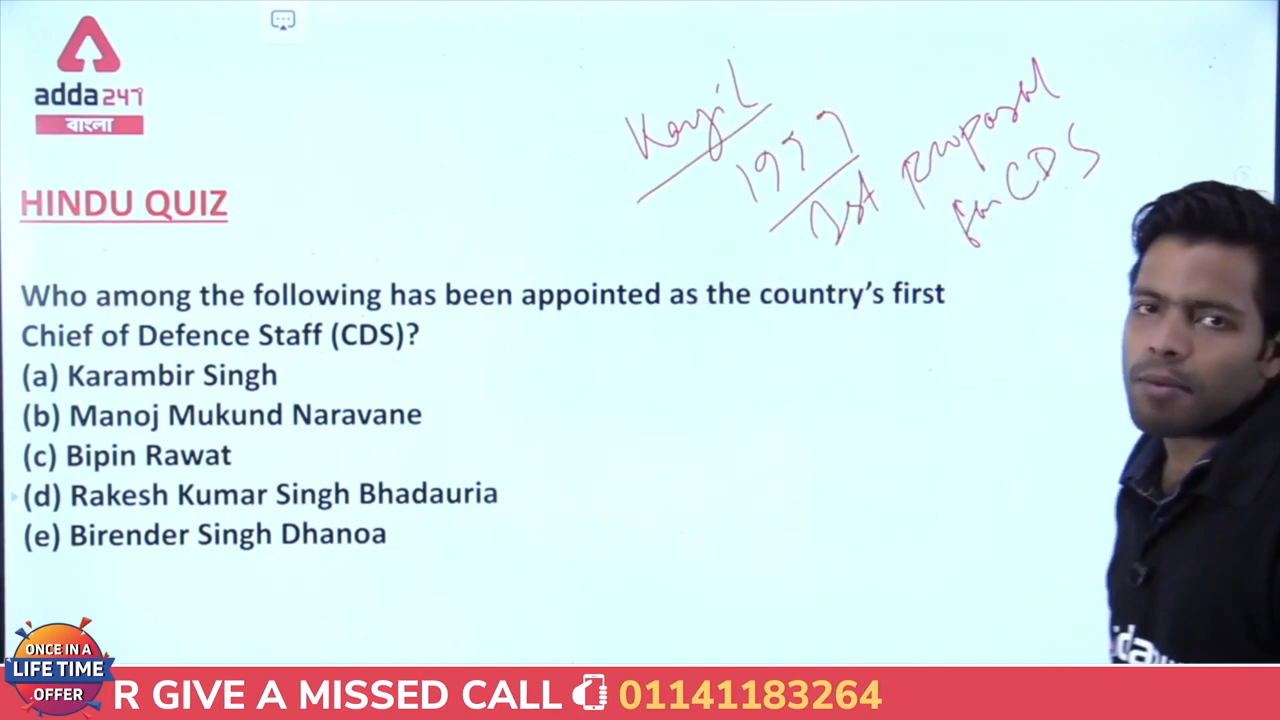 adda247
বাংলা
Kargil
1999
1st proposal
for CDS
HINDU QUIZ
Who among the following has been appointed as the country's first
Chief of Defence Staff (CDS)?
(a) Karambir Singh
(b) Manoj Mukund Naravane
(c) Bipin Rawat
(d) Rakesh Kumar Singh Bhadauria
(e) Birender Singh Dhanoa
ONCE IN A
LIFE TIME
OFFER
R GIVE A MISSED CALL 01141183264